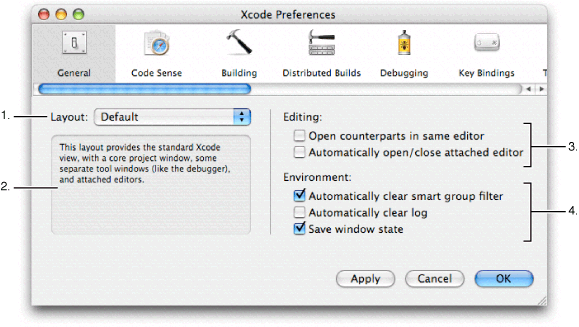 Xcode Preferences
General Code Sense Building Distributed Builds Debugging Key Bindings T
1. Layout: Default
2. This layout provides the standard Xcode
view, with a core project window, some
separate tool windows (like the debugger),
and attached editors.
Editing:
Open counterparts in same editor
Automatically open/close attached editor
3.
Environment:
Automatically clear smart group filter
Automatically clear log
Save window state
4.
Apply Cancel OK